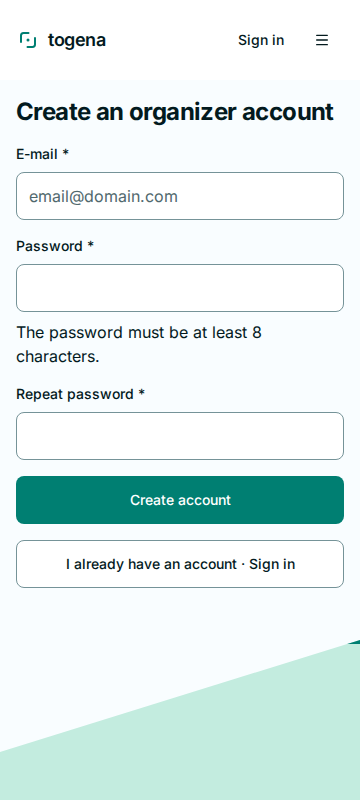 togena
Sign in
Create an organizer account
E-mail *
email@domain.com
Password *
The password must be at least 8
characters.
Repeat password *
Create account
I already have an account · Sign in